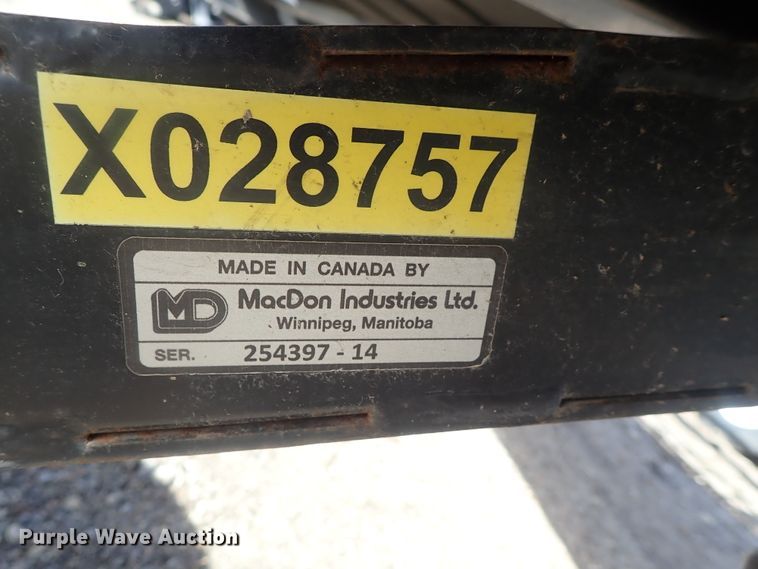 X028757
MADE IN CANADA BY
MD MacDon Industries Ltd.
Winnipeg, Manitoba
SER. 254397 - 14
Purple Wave Auction